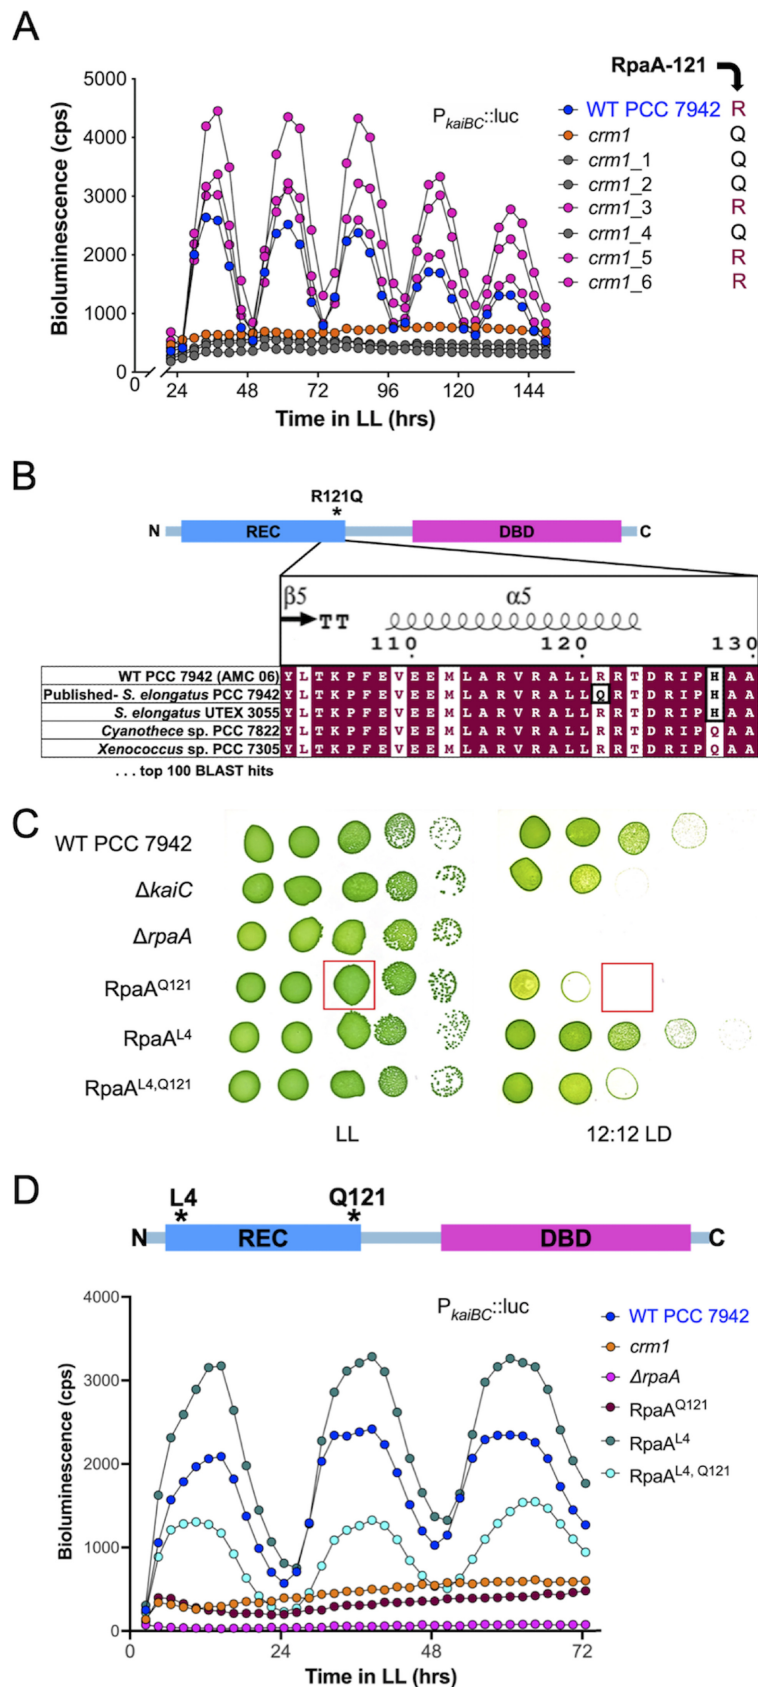 A
RpaA-121
5000
4000
3000
2000
1000
0
Bioluminescence (cps)
P_kaiBC::luc
WT PCC 7942 R
crm1 Q
crm1_1 Q
crm1_2 Q
crm1_3 R
crm1_4 Q
crm1_5 R
crm1_6 R
0 24 48 72 96 120 144
Time in LL (hrs)
B
R121Q
*
N REC DBD C
β5 α5
TT
110. 120. 130.
WT PCC 7942 (AMC 06) YLTKPFEVEEMLARVRALLRRTDRIPHAA
Published- S. elongatus PCC 7942 YLTKPFEVEEMLARVRALLQRTDRIPHAA
S. elongatus UTEX 3055 YLTKPFEVEEMLARVRALLRRTDRIPHAA
Cyanothece sp. PCC 7822 YLTKPFEVEEMLARVRALLRRTDRIPQAA
Xenococcus sp. PCC 7305 YLTKPFEVEEMLARVRALLRRTDRIPQAA
. . . top 100 BLAST hits
C
WT PCC 7942
ΔkaiC
ΔrpaA
RpaA^Q121
RpaA^L4
RpaA^L4,Q121
LL 12:12 LD
D
L4 Q121
* *
N REC DBD C
4000
3000
2000
1000
0
Bioluminescence (cps)
P_kaiBC::luc
WT PCC 7942
crm1
ΔrpaA
RpaA^Q121
RpaA^L4
RpaA^L4, Q121
0 24 48 72
Time in LL (hrs)